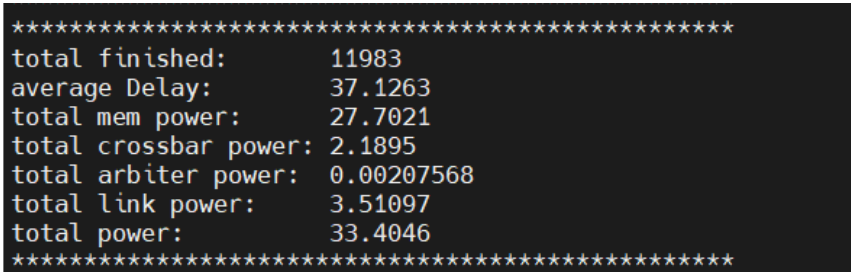 **************************************************
total finished:       11983
average Delay:        37.1263
total mem power:      27.7021
total crossbar power: 2.1895
total arbiter power:  0.00207568
total link power:     3.51097
total power:          33.4046
**************************************************